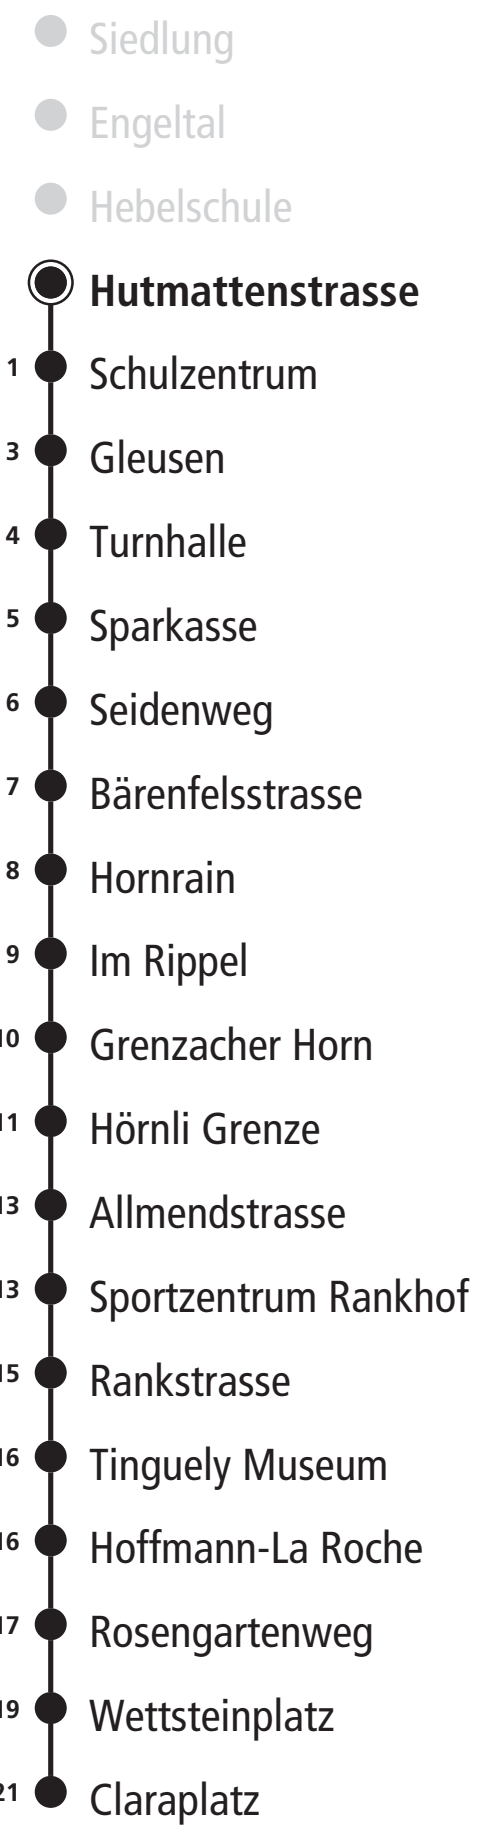 Siedlung
Engeltal
Hebelschule
Hutmattenstrasse
1 Schulzentrum
3 Gleusen
4 Turnhalle
5 Sparkasse
6 Seidenweg
7 Bärenfelsstrasse
8 Hornrain
9 Im Rippel
10 Grenzacher Horn
11 Hörnli Grenze
13 Allmendstrasse
13 Sportzentrum Rankhof
15 Rankstrasse
16 Tinguely Museum
16 Hoffmann-La Roche
17 Rosengartenweg
19 Wettsteinplatz
21 Claraplatz